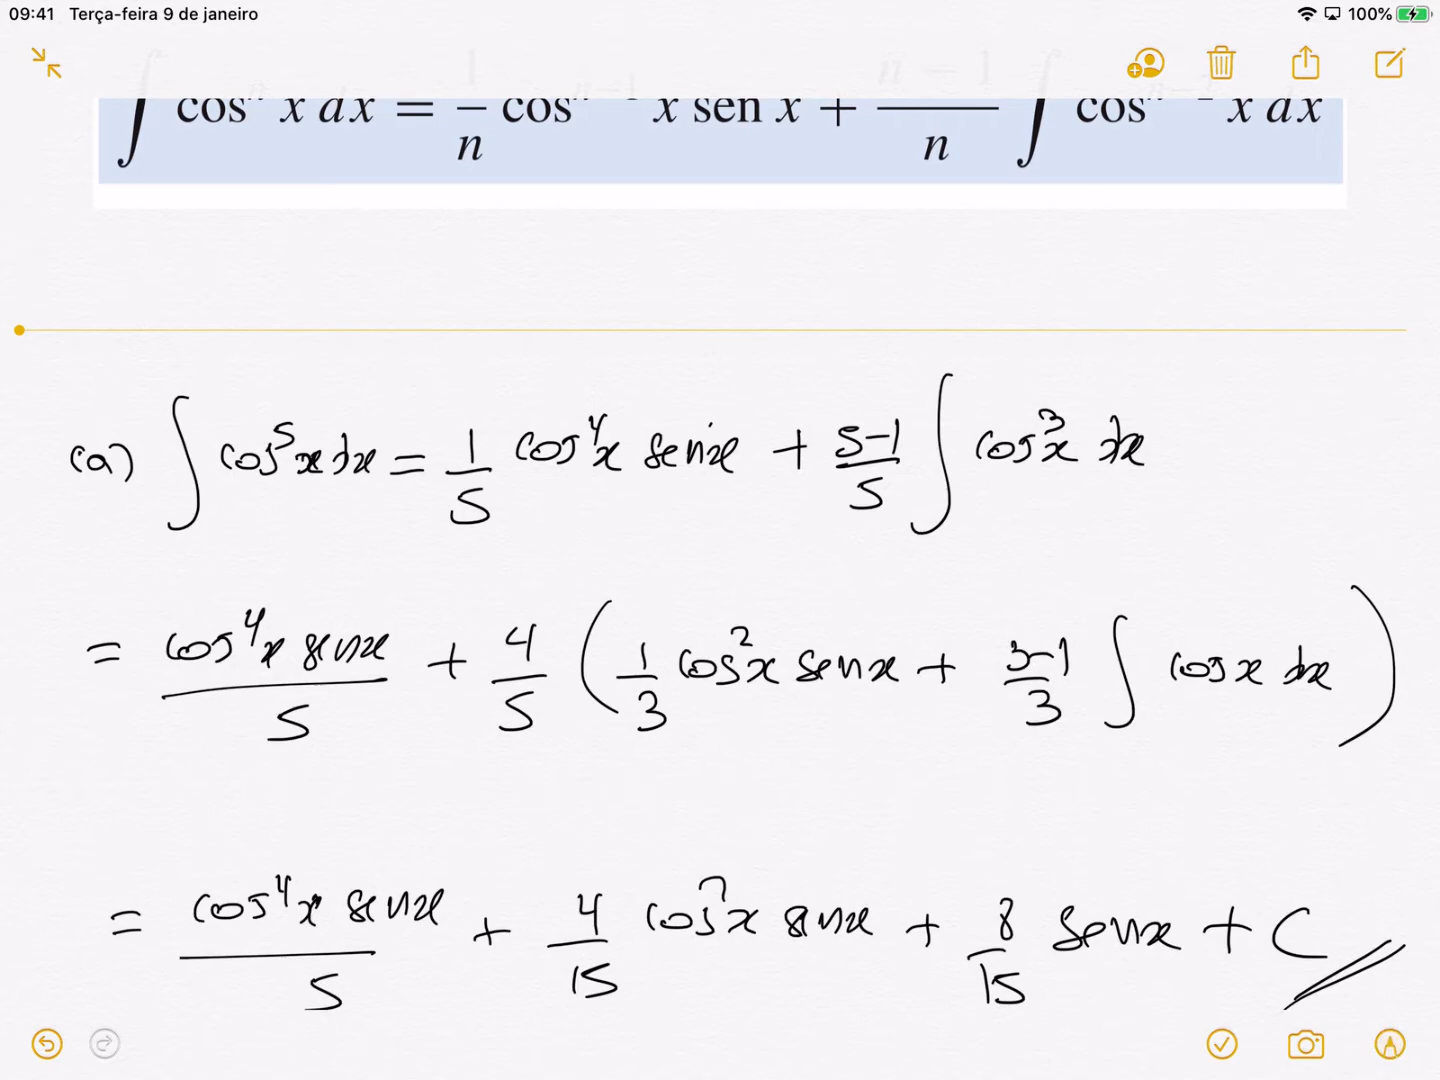 09:41 Terça-feira 9 de janeiro 100%
∫ cosⁿ x dx = 1/n cosⁿ⁻¹ x sen x + (n − 1)/n ∫ cosⁿ⁻² x dx
(a) ∫ cos⁵x dx = 1/5 cos⁴x senx + (5-1)/5 ∫ cos³x dx
= (cos⁴x senx)/5 + 4/5 (1/3 cos²x senx + (3-1)/3 ∫ cosx dx)
= (cos⁴x senx)/5 + 4/15 cos²x senx + 8/15 senx + C